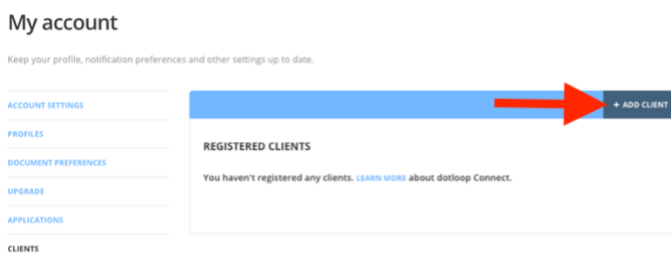 My account
Keep your profile, notification preferences and other settings up to date.
ACCOUNT SETTINGS
PROFILES
DOCUMENT PREFERENCES
UPGRADE
APPLICATIONS
CLIENTS
+ ADD CLIENT
REGISTERED CLIENTS
You haven't registered any clients. LEARN MORE about dotloop Connect.